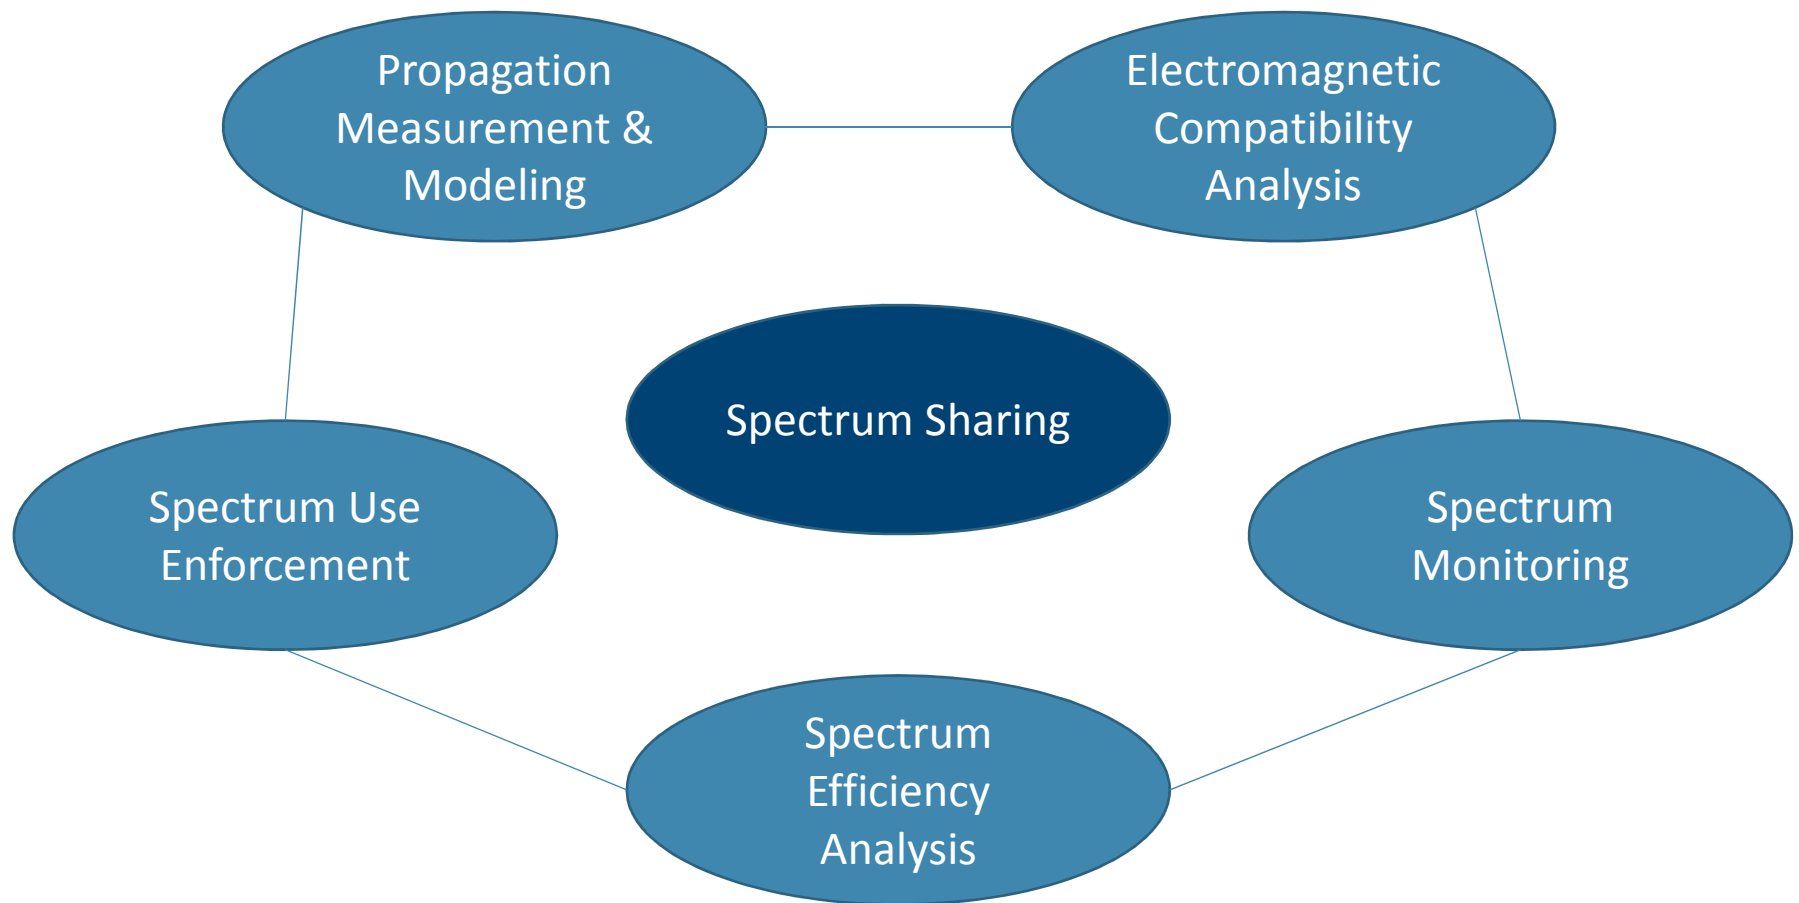 Propagation
Measurement &
Modeling
Electromagnetic
Compatibility
Analysis
Spectrum Sharing
Spectrum Use
Enforcement
Spectrum
Monitoring
Spectrum
Efficiency
Analysis